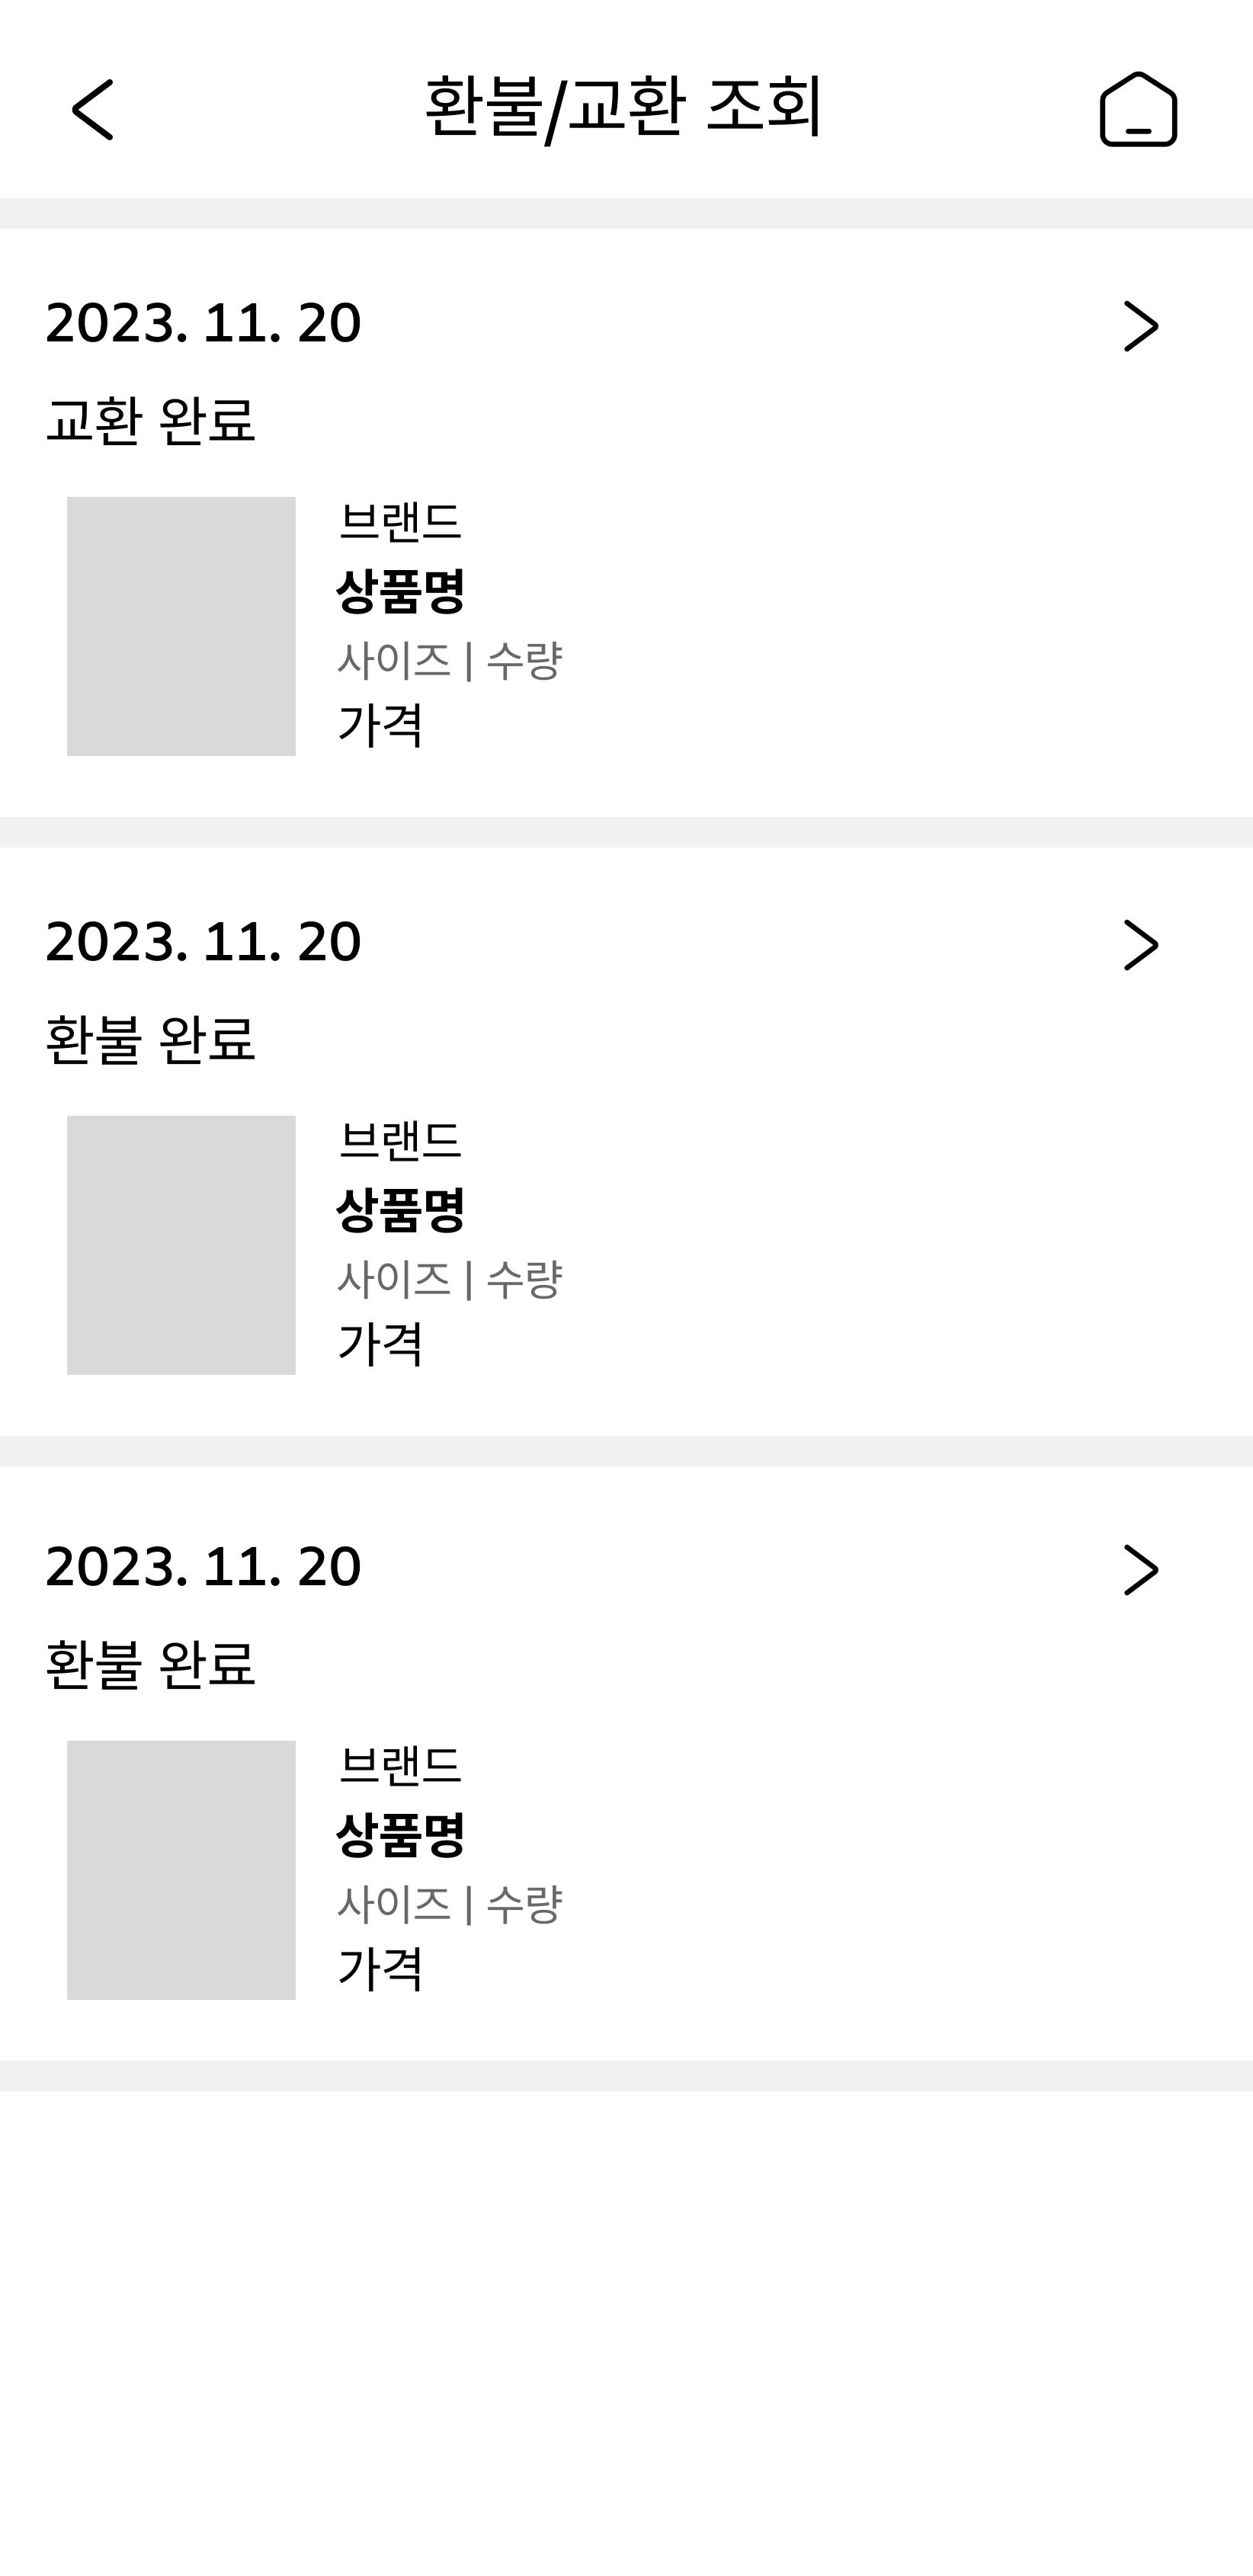 환불/교환 조회
2023. 11. 20
교환 완료
브랜드
상품명
사이즈 | 수량
가격
2023. 11. 20
환불 완료
브랜드
상품명
사이즈 | 수량
가격
2023. 11. 20
환불 완료
브랜드
상품명
사이즈 | 수량
가격